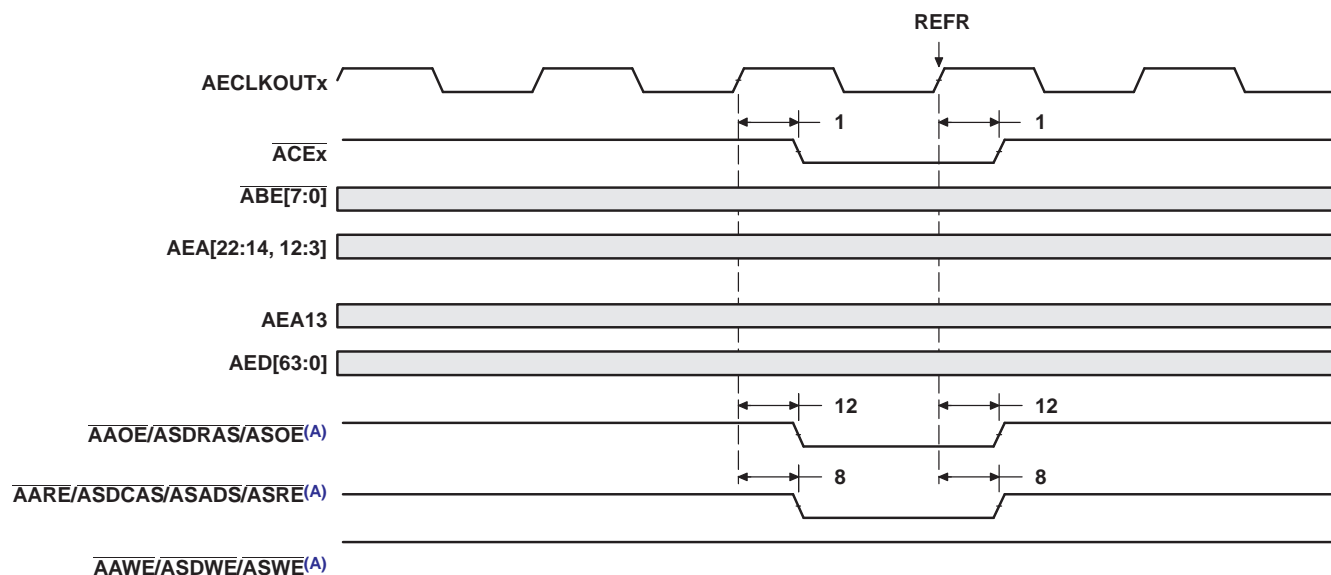 REFR
AECLKOUTx
1 1
ACEx
ABE[7:0]
AEA[22:14, 12:3]
AEA13
AED[63:0]
12 12
AAOE/ASDRAS/ASOE(A)
8 8
AARE/ASDCAS/ASADS/ASRE(A)
AAWE/ASDWE/ASWE(A)